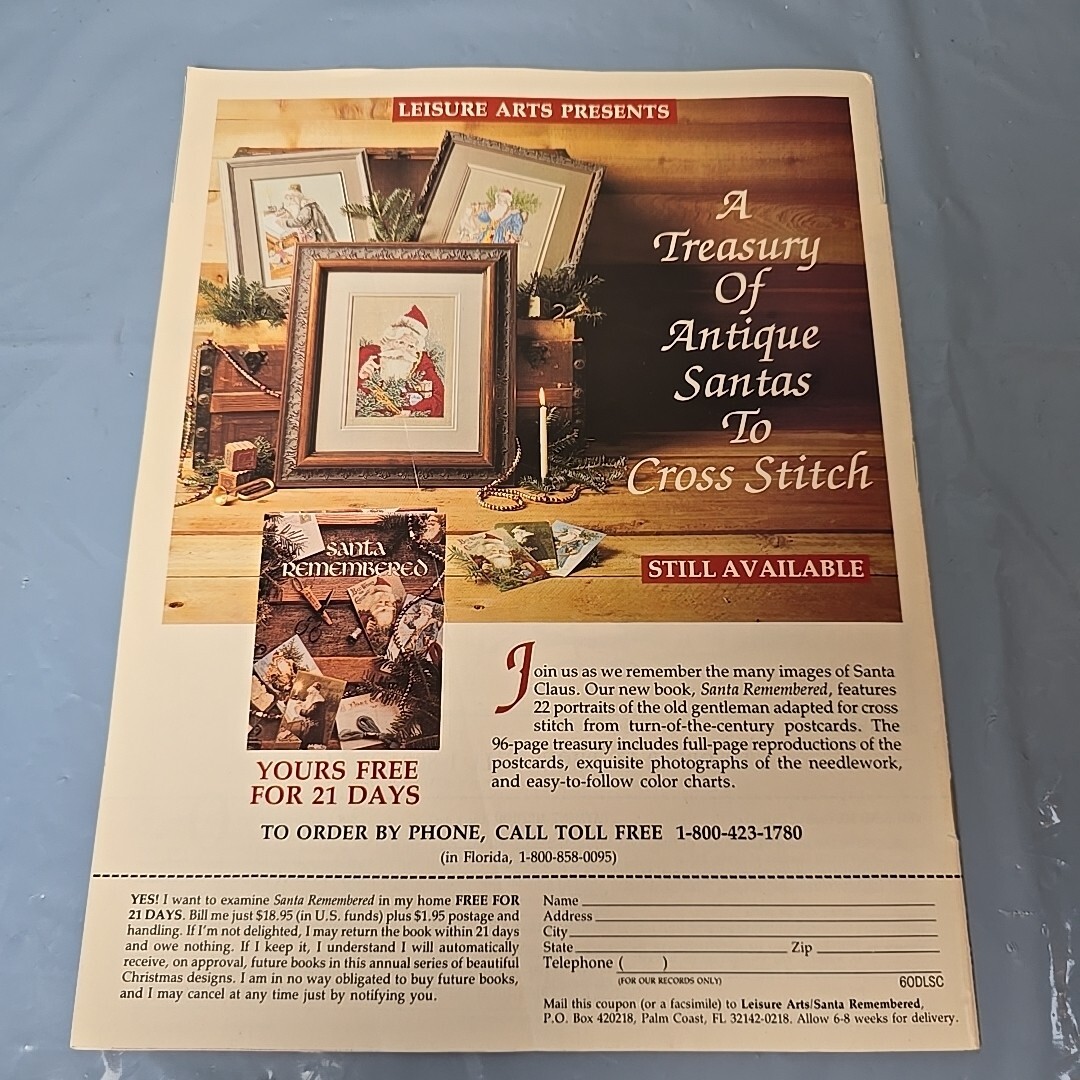 LEISURE ARTS PRESENTS
A
Treasury
Of
Antique
Santas
To
Cross Stitch
STILL AVAILABLE
SANTA
REMEMBERED
YOURS FREE
FOR 21 DAYS
Join us as we remember the many images of Santa
Claus. Our new book, Santa Remembered, features
22 portraits of the old gentleman adapted for cross
stitch from turn-of-the-century postcards. The
96-page treasury includes full-page reproductions of the
postcards, exquisite photographs of the needlework,
and easy-to-follow color charts.
TO ORDER BY PHONE, CALL TOLL FREE 1-800-423-1780
(in Florida, 1-800-858-0095)
YES! I want to examine Santa Remembered in my home FREE FOR
21 DAYS. Bill me just $18.95 (in U.S. funds) plus $1.95 postage and
handling. If I'm not delighted, I may return the book within 21 days
and owe nothing. If I keep it, I understand I will automatically
receive, on approval, future books in this annual series of beautiful
Christmas designs. I am in no way obligated to buy future books,
and I may cancel at any time just by notifying you.
Name
Address
City
State Zip
Telephone ( )
(FOR OUR RECORDS ONLY) 60DLSC
Mail this coupon (or a facsimile) to Leisure Arts/Santa Remembered,
P.O. Box 420218, Palm Coast, FL 32142-0218. Allow 6-8 weeks for delivery.